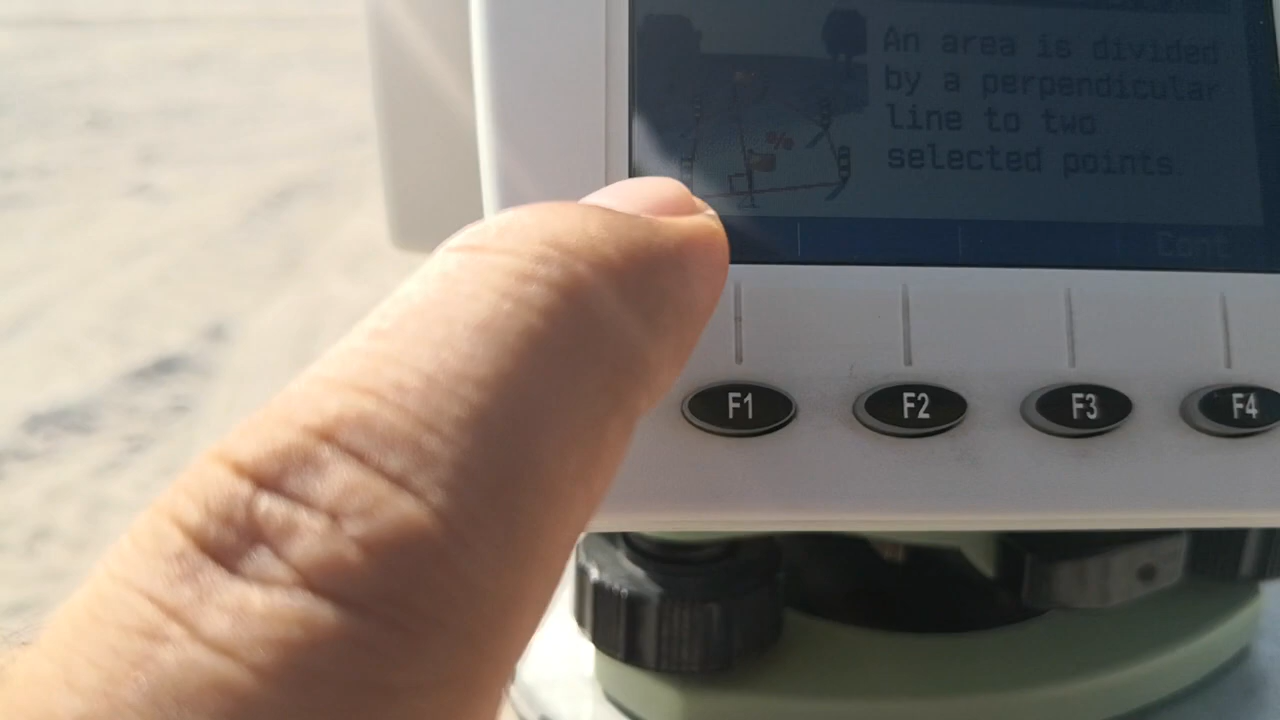 An area is divided
by a perpendicular
line to two
selected points.
%
Cont
F1 F2 F3 F4